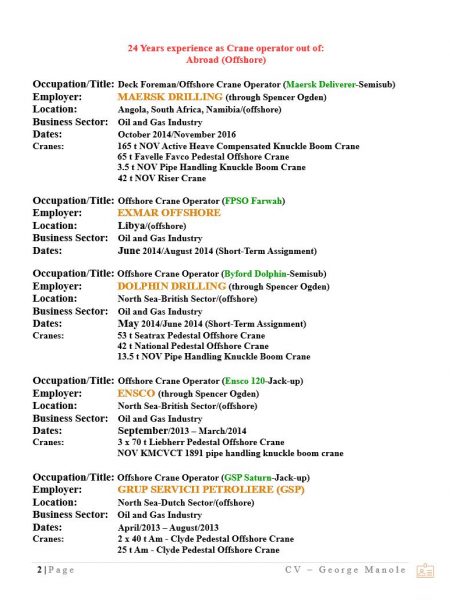 24 Years experience as Crane operator out of:
Abroad (Offshore)
Occupation/Title: Deck Foreman/Offshore Crane Operator (Maersk Deliverer-Semisub)
Employer: MAERSK DRILLING (through Spencer Ogden)
Location: Angola, South Africa, Namibia/(offshore)
Business Sector: Oil and Gas Industry
Dates: October 2014/November 2016
Cranes: 165 t NOV Active Heave Compensated Knuckle Boom Crane
65 t Favelle Favco Pedestal Offshore Crane
3.5 t NOV Pipe Handling Knuckle Boom Crane
42 t NOV Riser Crane
Occupation/Title: Offshore Crane Operator (FPSO Farwah)
Employer: EXMAR OFFSHORE
Location: Libya/(offshore)
Business Sector: Oil and Gas Industry
Dates: June 2014/August 2014 (Short-Term Assignment)
Occupation/Title: Offshore Crane Operator (Byford Dolphin-Semisub)
Employer: DOLPHIN DRILLING (through Spencer Ogden)
Location: North Sea-British Sector/(offshore)
Business Sector: Oil and Gas Industry
Dates: May 2014/June 2014 (Short-Term Assignment)
Cranes: 53 t Seatrax Pedestal Offshore Crane
42 t National Pedestal Offshore Crane
13.5 t NOV Pipe Handling Knuckle Boom Crane
Occupation/Title: Offshore Crane Operator (Ensco 120-Jack-up)
Employer: ENSCO (through Spencer Ogden)
Location: North Sea-British Sector/(offshore)
Business Sector: Oil and Gas Industry
Dates: September/2013 – March/2014
Cranes: 3 x 70 t Liebherr Pedestal Offshore Crane
NOV KMCVCT 1891 pipe handling knuckle boom crane
Occupation/Title: Offshore Crane Operator (GSP Saturn-Jack-up)
Employer: GRUP SERVICII PETROLIERE (GSP)
Location: North Sea-Dutch Sector/(offshore)
Business Sector: Oil and Gas Industry
Dates: April/2013 – August/2013
Cranes: 2 x 40 t Am - Clyde Pedestal Offshore Crane
25 t Am - Clyde Pedestal Offshore Crane
2 | Page CV – George Manole